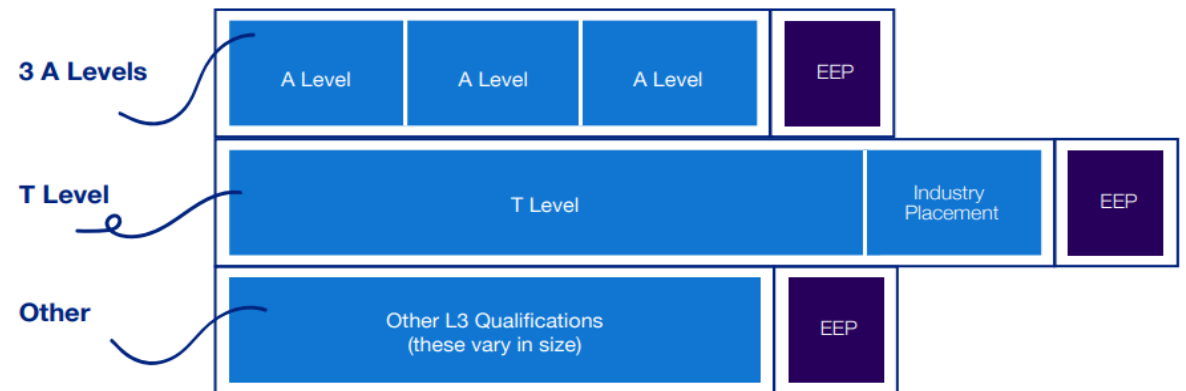 3 A Levels
A Level
A Level
A Level
EEP
T Level
T Level
Industry
Placement
EEP
Other
Other L3 Qualifications
(these vary in size)
EEP